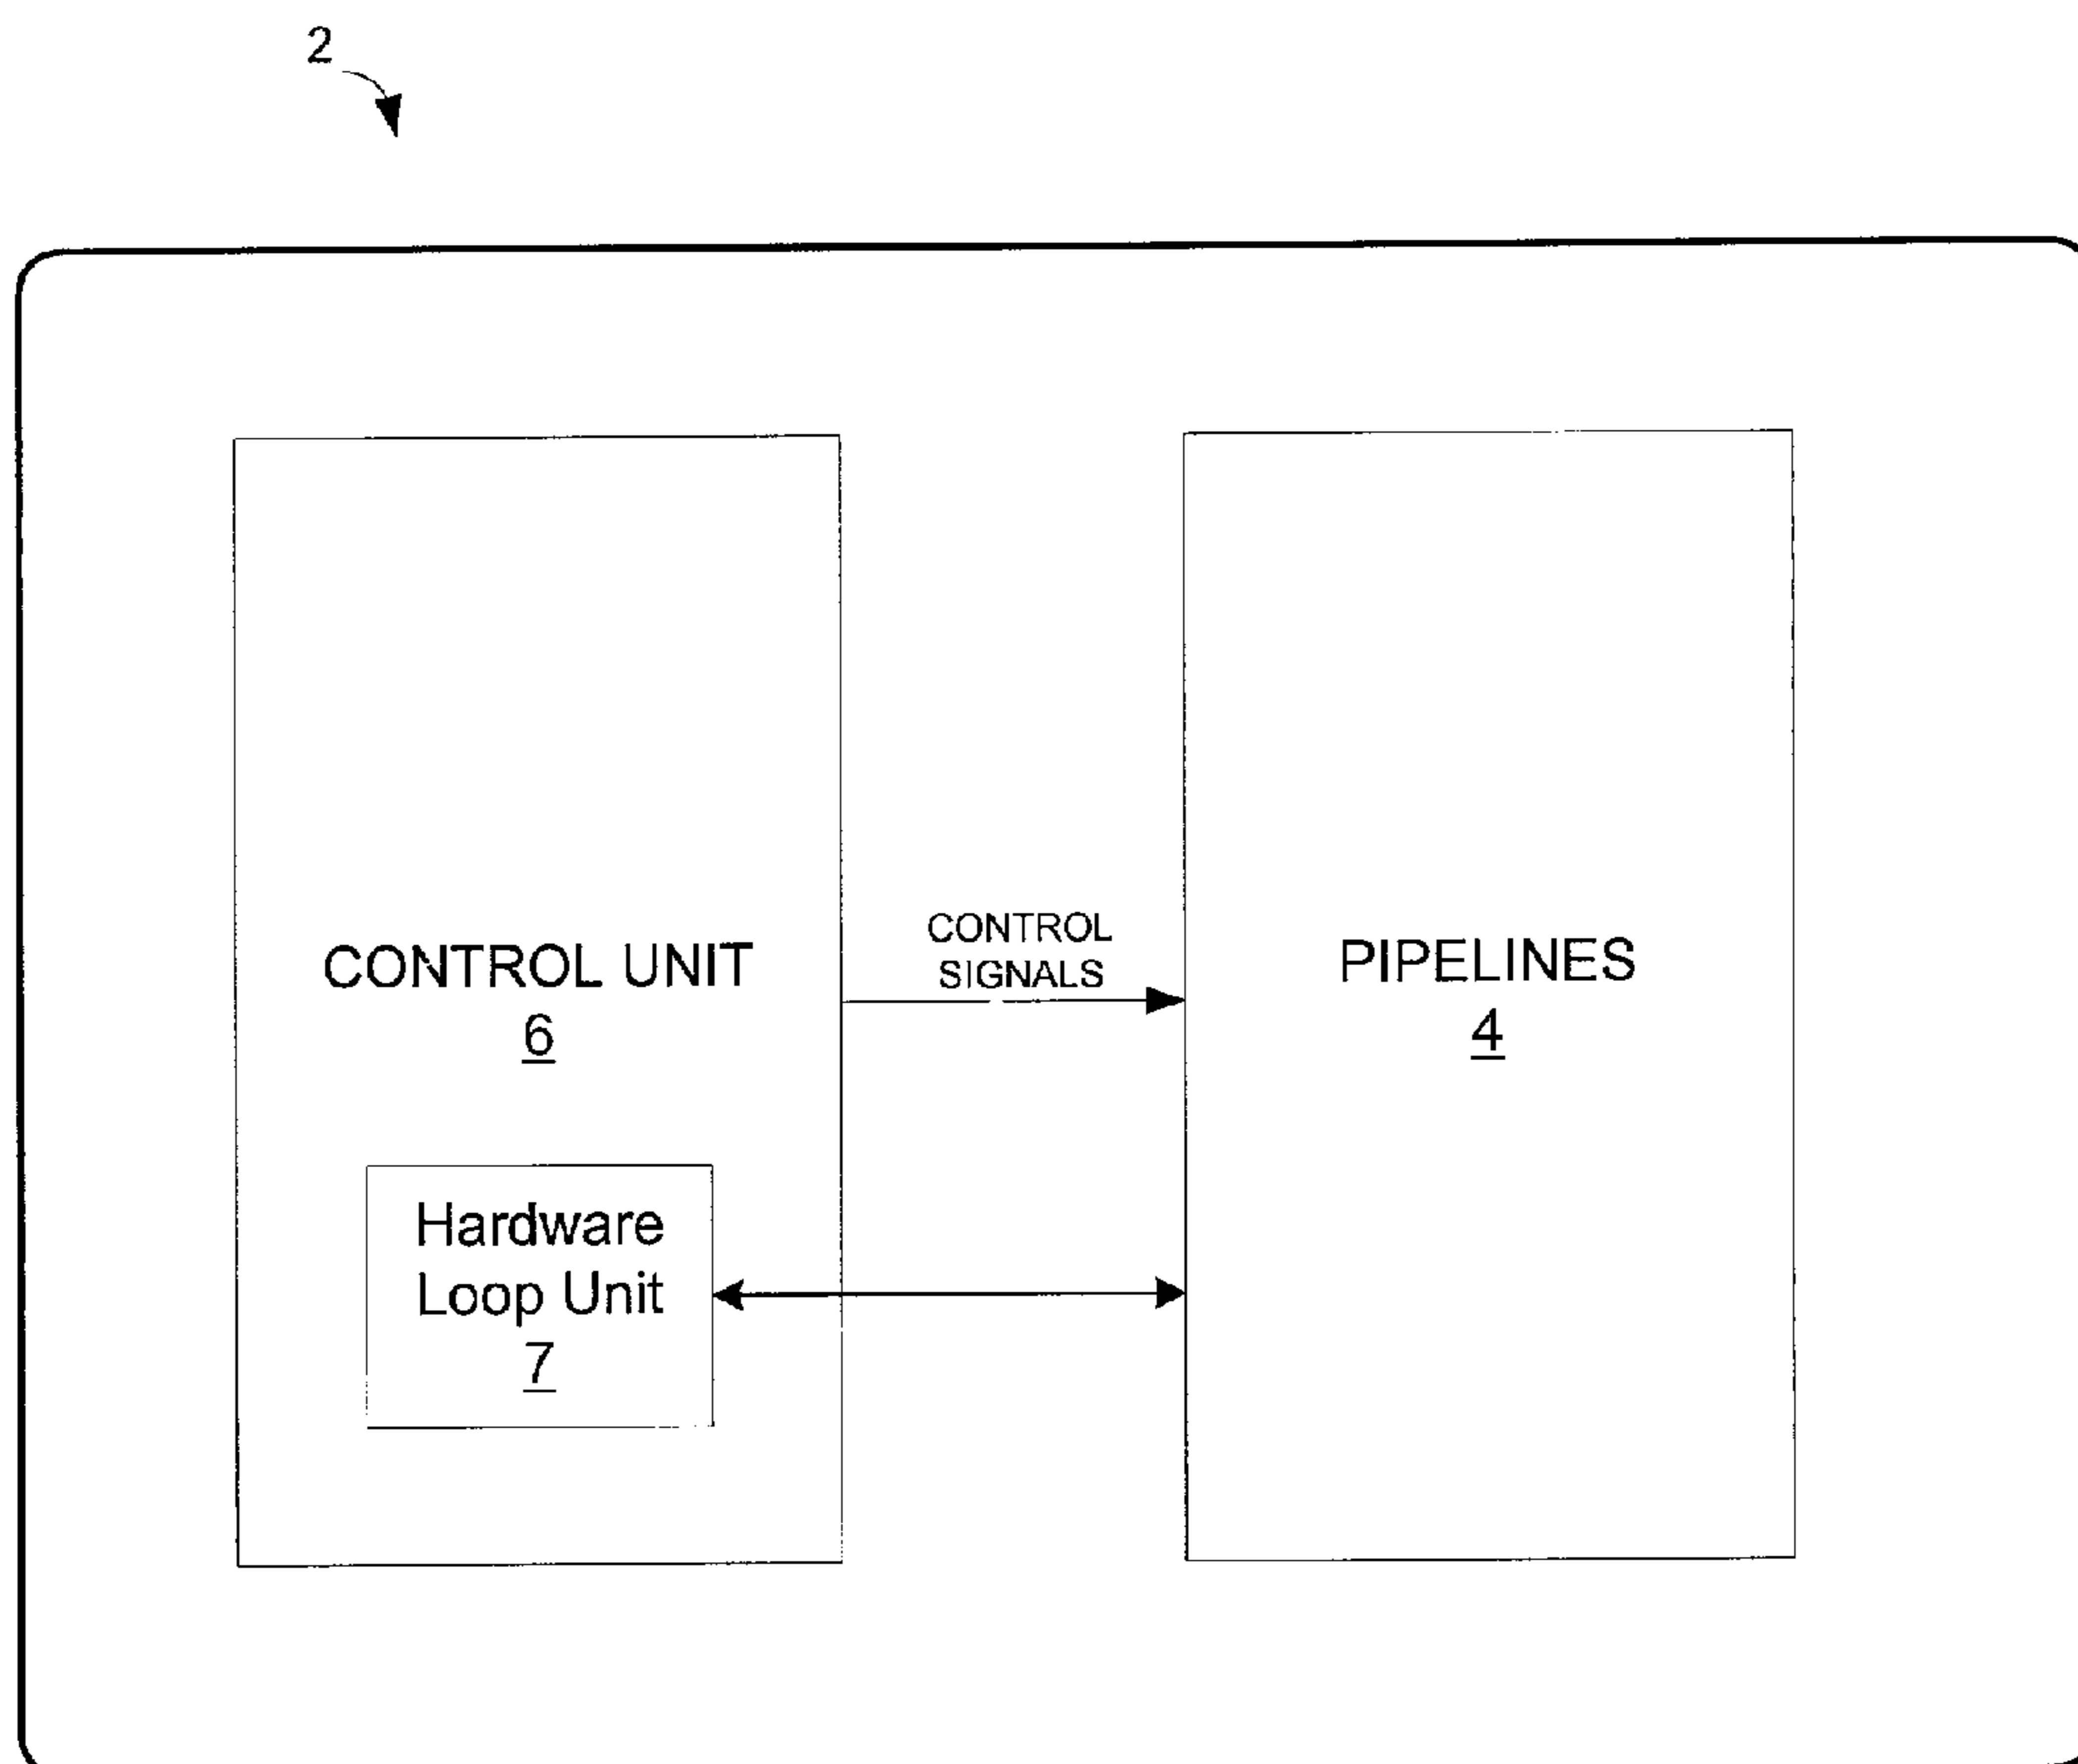 2
CONTROL UNIT
6
CONTROL
SIGNALS
PIPELINES
4
Hardware
Loop Unit
7